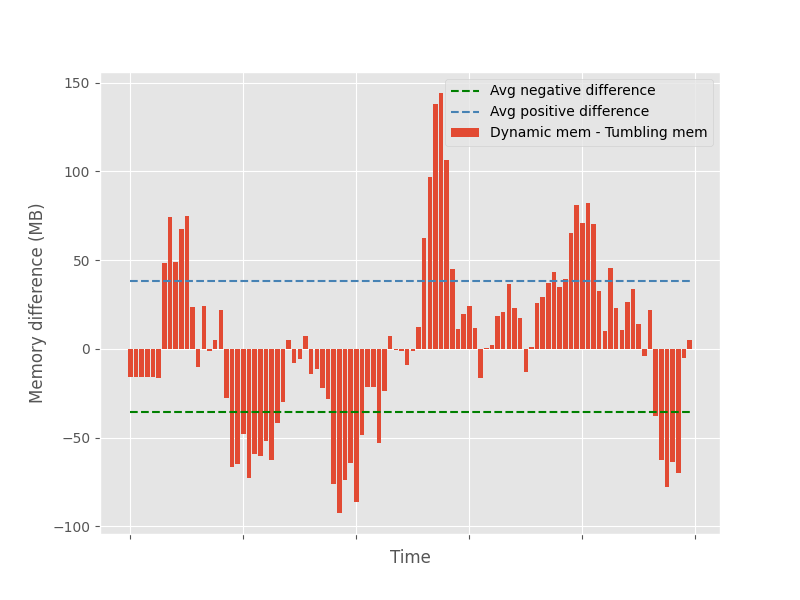 150
100
50
0
−50
−100
Memory difference (MB)
Time
Avg negative difference
Avg positive difference
Dynamic mem - Tumbling mem